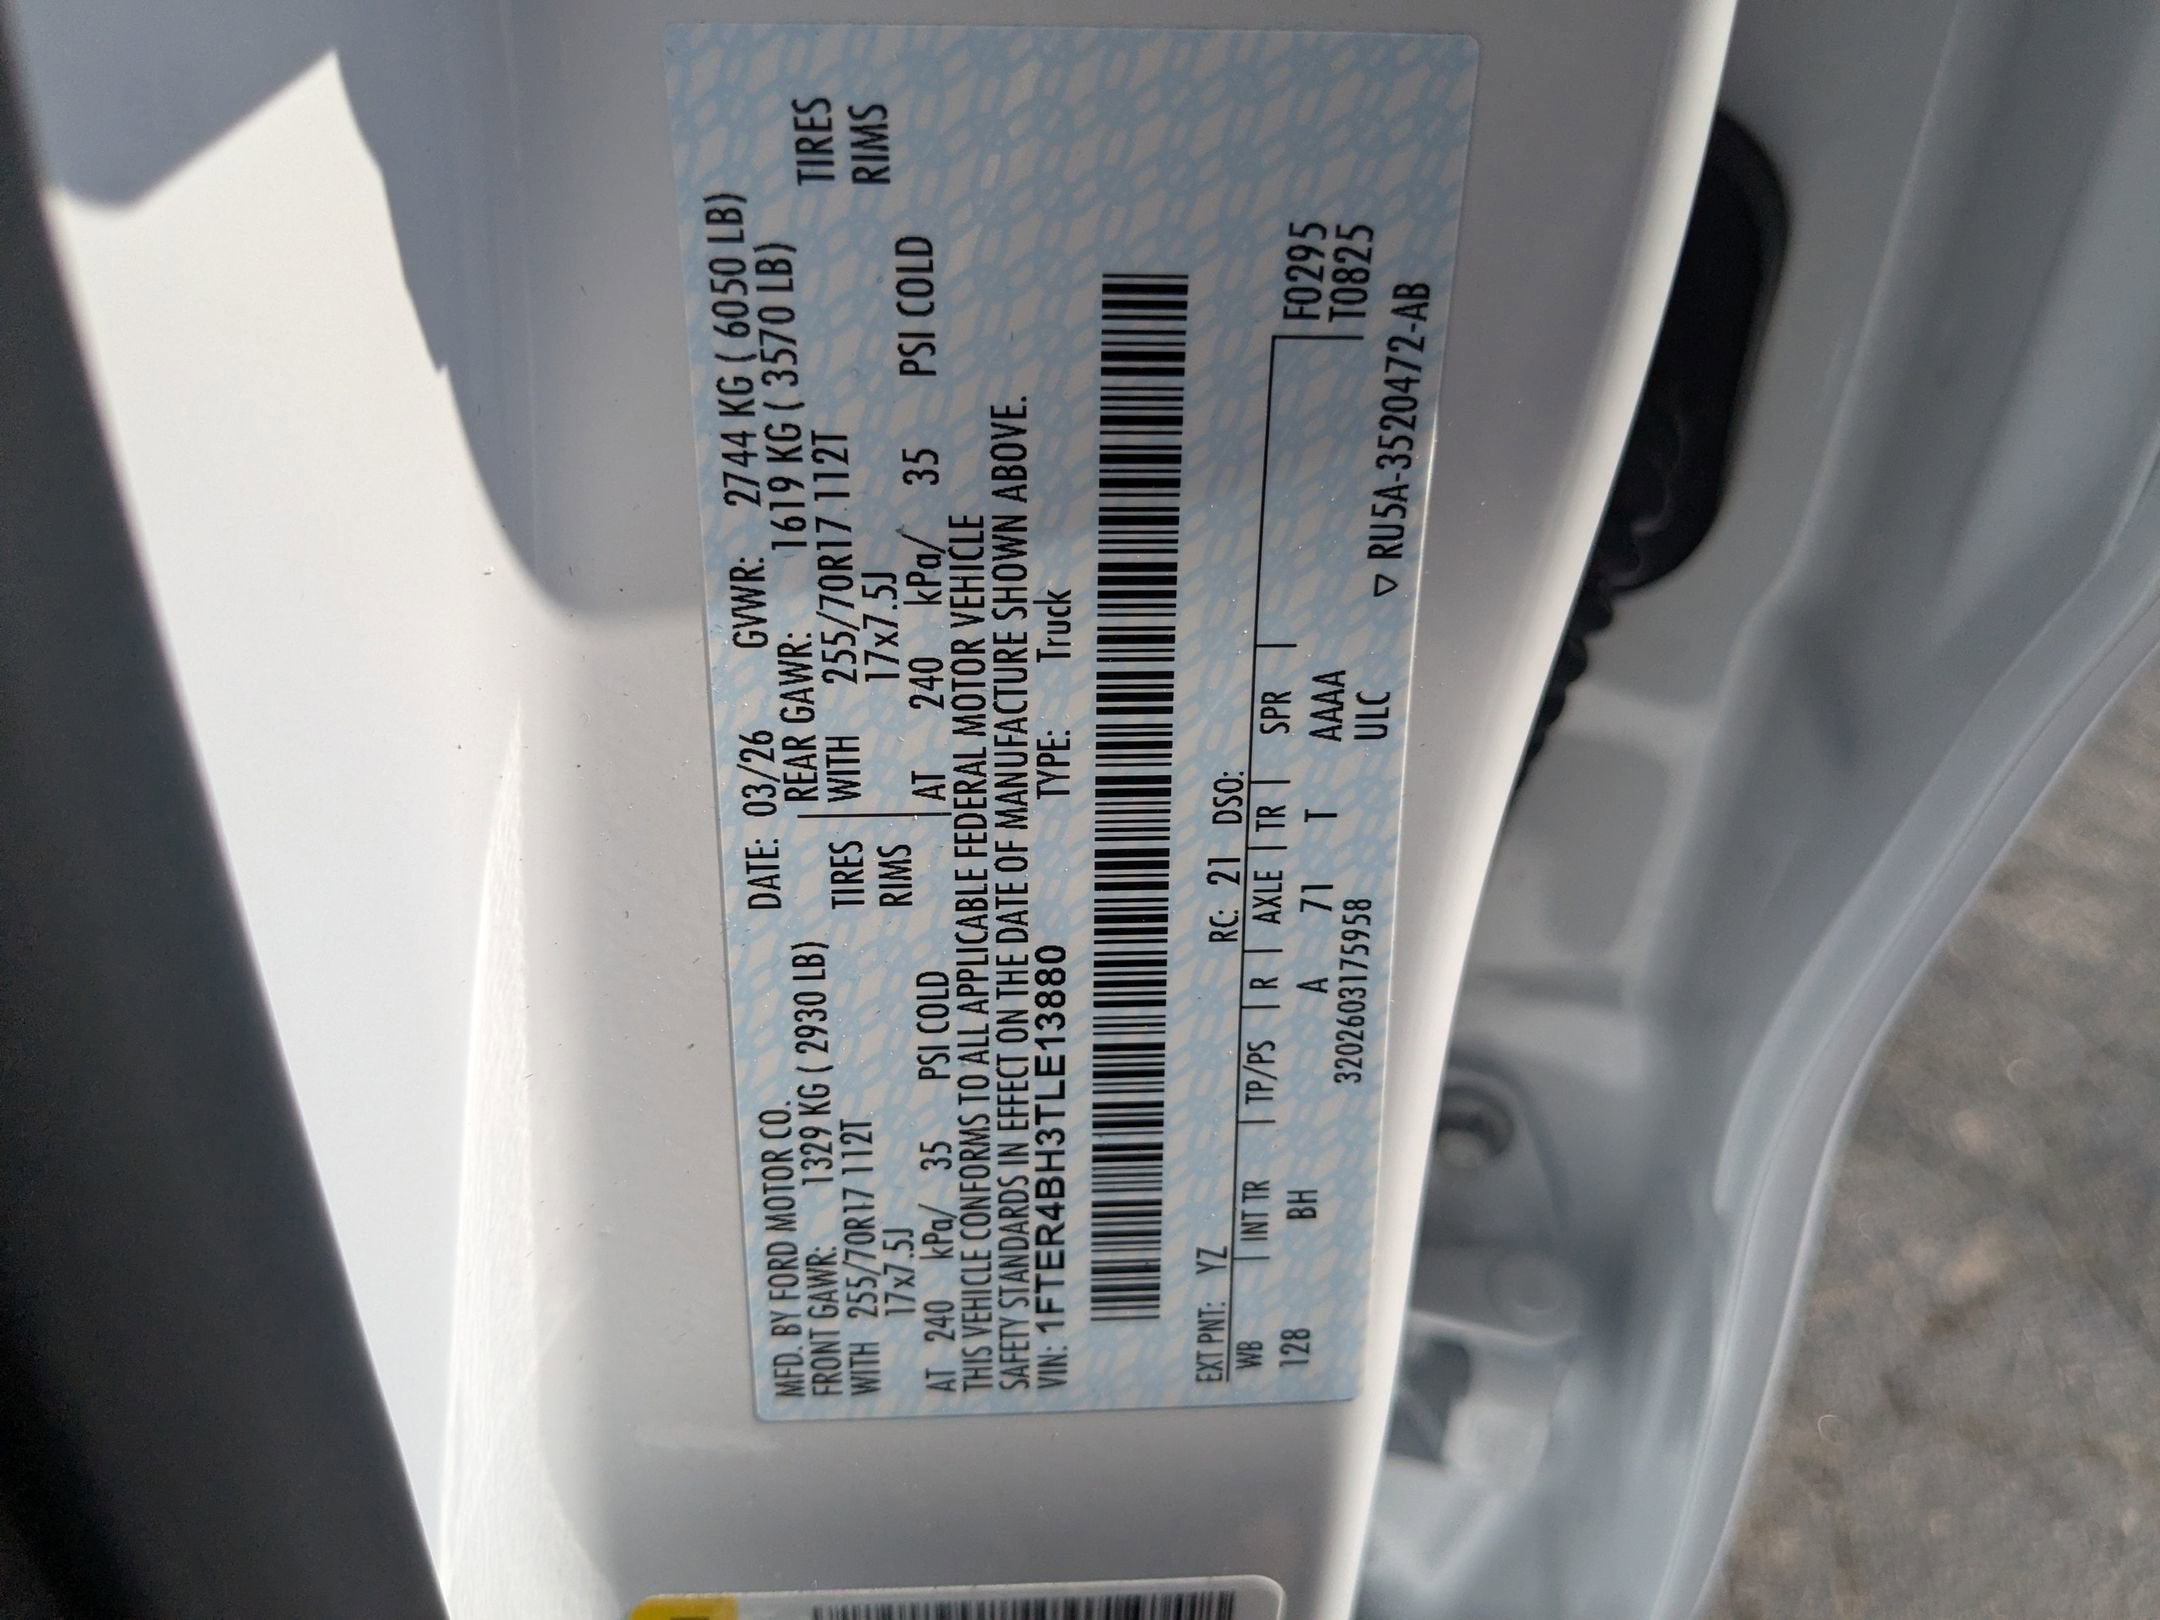 MFD. BY FORD MOTOR CO.
DATE: 03/26 GVWR: 2744 KG ( 6050 LB)
FRONT GAWR: 1329 KG ( 2930 LB)
REAR GAWR: 1619 KG ( 3570 LB)
WITH 255/70R17 112T TIRES
WITH 255/70R17 112T TIRES
17x7.5J RIMS
17x7.5J RIMS
AT 240 kPa/ 35 PSI COLD
AT 240 kPa/ 35 PSI COLD
THIS VEHICLE CONFORMS TO ALL APPLICABLE FEDERAL MOTOR VEHICLE
SAFETY STANDARDS IN EFFECT ON THE DATE OF MANUFACTURE SHOWN ABOVE.
VIN: 1FTER4BH3TLE13880 TYPE: Truck
EXT PNT: YZ RC: 21 DSO:
WB | INT TR | TP/PS | R | AXLE | TR | SPR | F0295
128 BH A 71 T AAAA T0825
3202603175958 ULC
▽ RU5A-3520472-AB